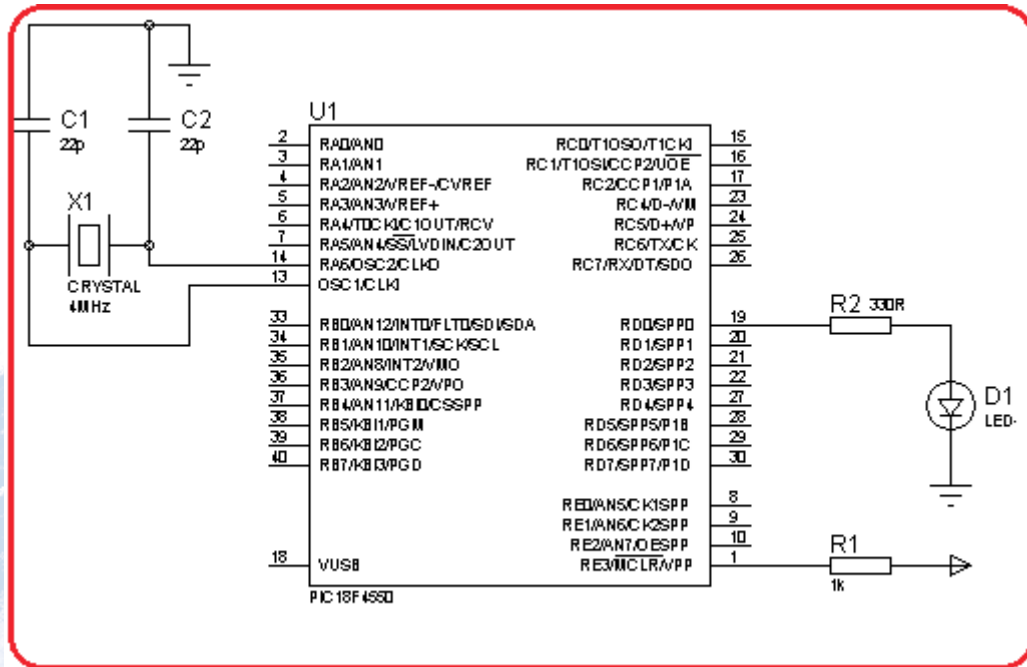 C1
22p
C2
22p
X1
CRYSTAL
4MHz
U1
2 RA0/AN0
3 RA1/AN1
4 RA2/AN2/VREF-/CVREF
5 RA3/AN3/VREF+
6 RA4/T0CKI/C1OUT/RCV
7 RA5/AN4/SS/LVDIN/C2OUT
14 RA6/OSC2/CLKO
13 OSC1/CLKI
33 RB0/AN12/INT0/FLT0/SDI/SDA
34 RB1/AN10/INT1/SCK/SCL
35 RB2/AN8/INT2/VMO
36 RB3/AN9/CCP2/VPO
37 RB4/AN11/KBI0/CSSPP
38 RB5/KBI1/PGM
39 RB6/KBI2/PGC
40 RB7/KBI3/PGD
18 VUSB
RC0/T1OSO/T1CKI 15
RC1/T1OSI/CCP2/UOE 16
RC2/CCP1/P1A 17
RC4/D-/VM 23
RC5/D+/VP 24
RC6/TX/CK 25
RC7/RX/DT/SDO 26
RD0/SPP0 19
RD1/SPP1 20
RD2/SPP2 21
RD3/SPP3 22
RD4/SPP4 27
RD5/SPP5/P1B 28
RD6/SPP6/P1C 29
RD7/SPP7/P1D 30
RE0/AN5/CK1SPP 8
RE1/AN6/CK2SPP 9
RE2/AN7/OESPP 10
RE3/MCLR/VPP 1
PIC18F4550
R2 330R
D1
LED-
R1
1k